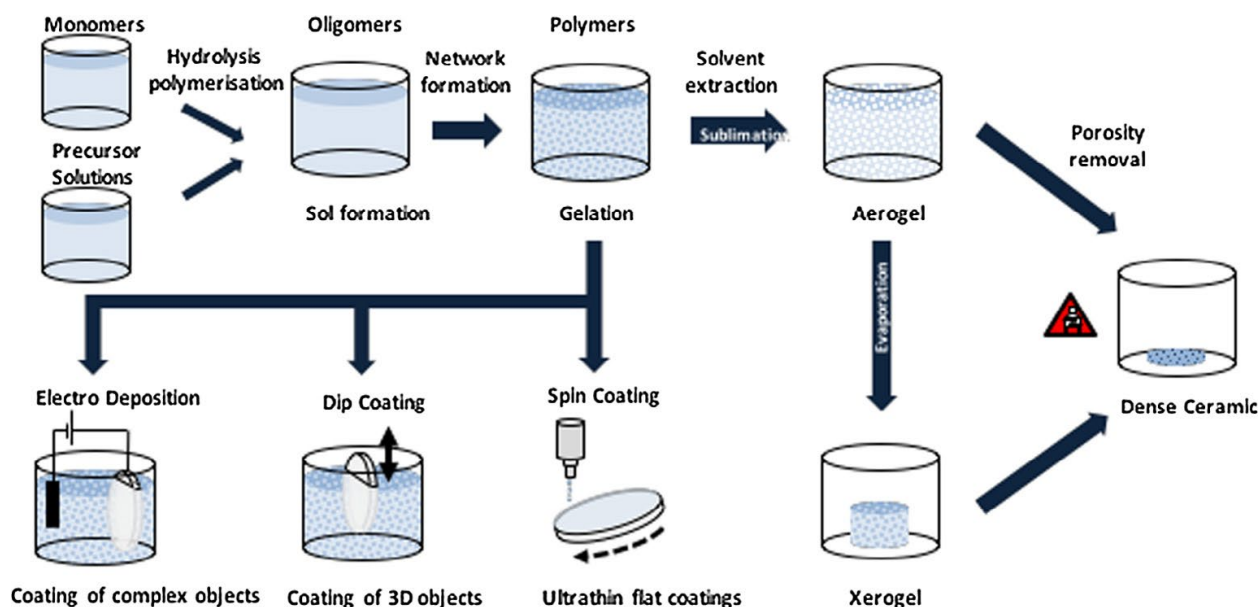 Monomers
Hydrolysis
polymerisation
Precursor
Solutions
Oligomers
Sol formation
Network
formation
Polymers
Gelation
Solvent
extraction
Sublimation
Aerogel
Porosity
removal
Evaporation
Dense Ceramic
Electro Deposition
Dip Coating
Spin Coating
Coating of complex objects
Coating of 3D objects
Ultrathin flat coatings
Xerogel